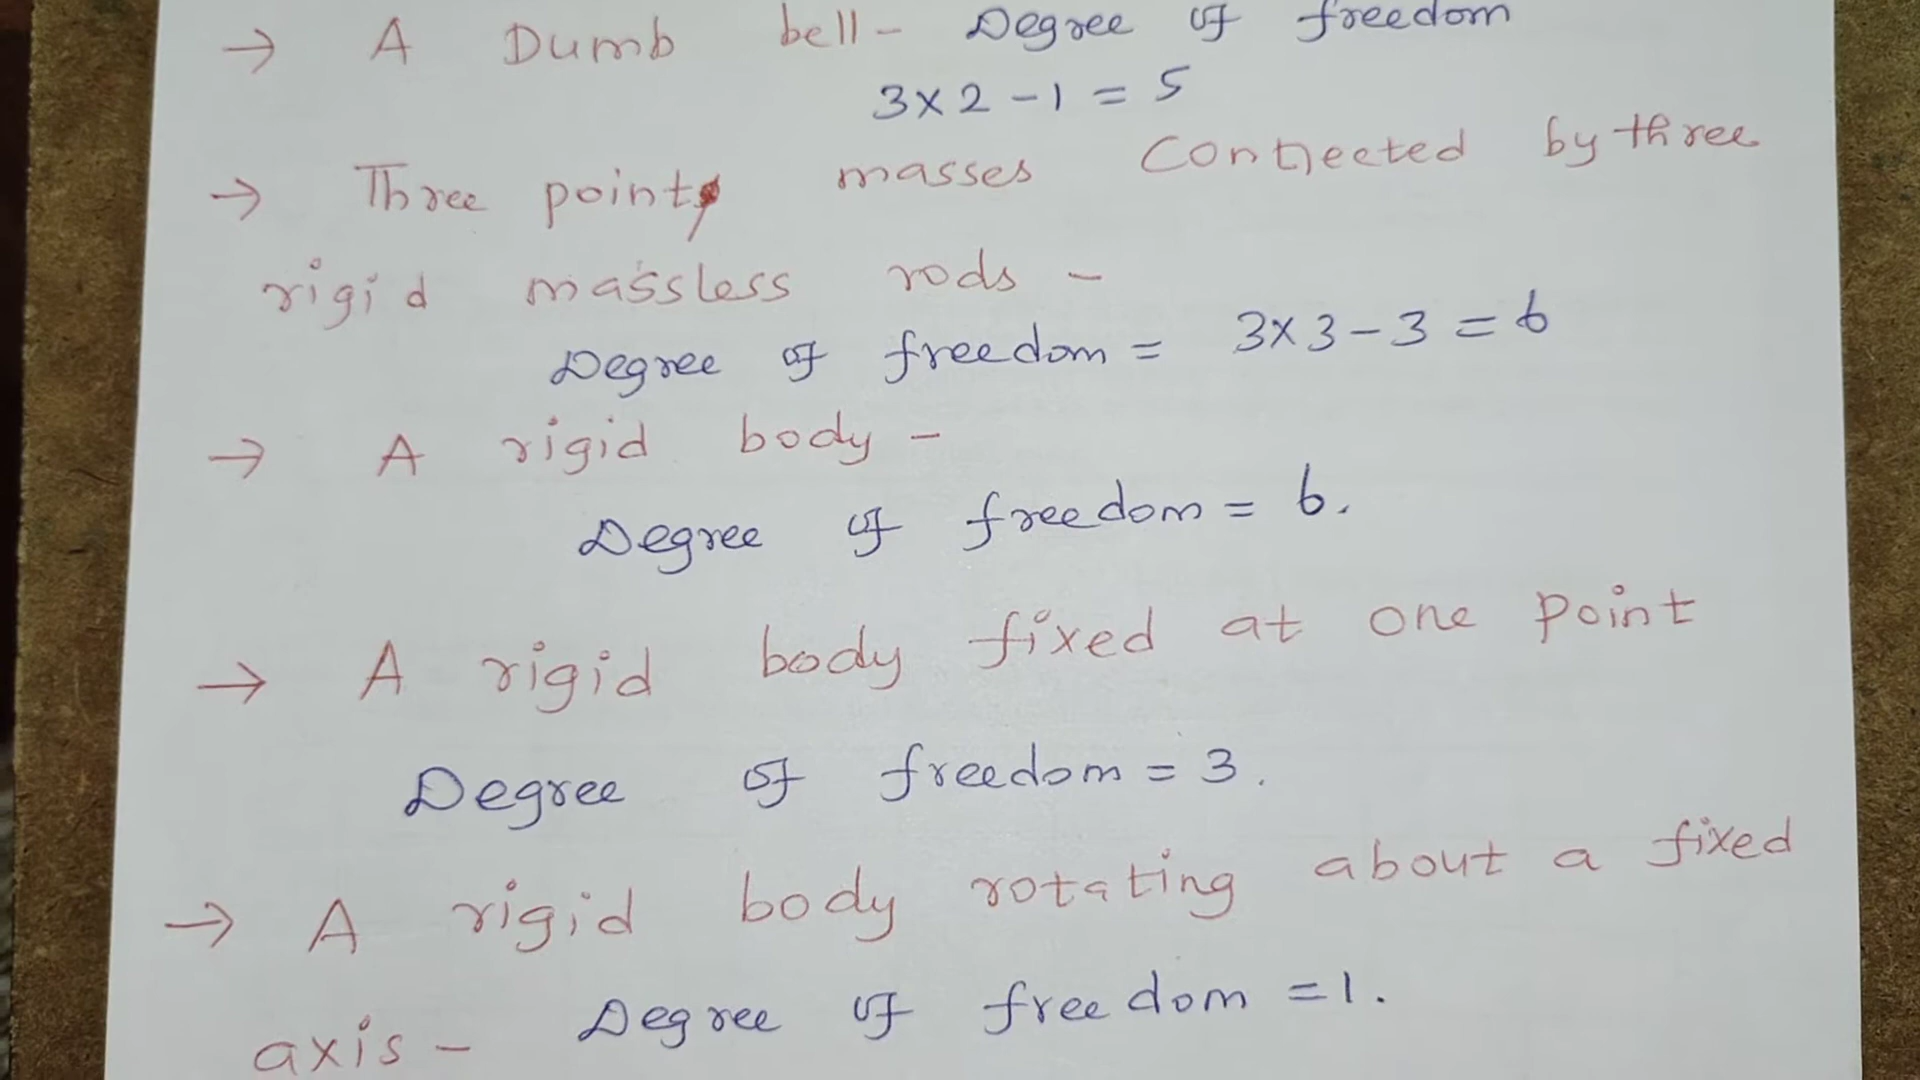 → A Dumb bell - Degree of freedom
3×2-1 = 5
→ Three point masses Connected by three
rigid massless rods -
Degree of freedom = 3×3-3 = 6
→ A rigid body -
Degree of freedom = 6.
→ A rigid body fixed at one point
Degree of freedom = 3.
→ A rigid body rotating about a fixed
axis - Degree of freedom = 1.